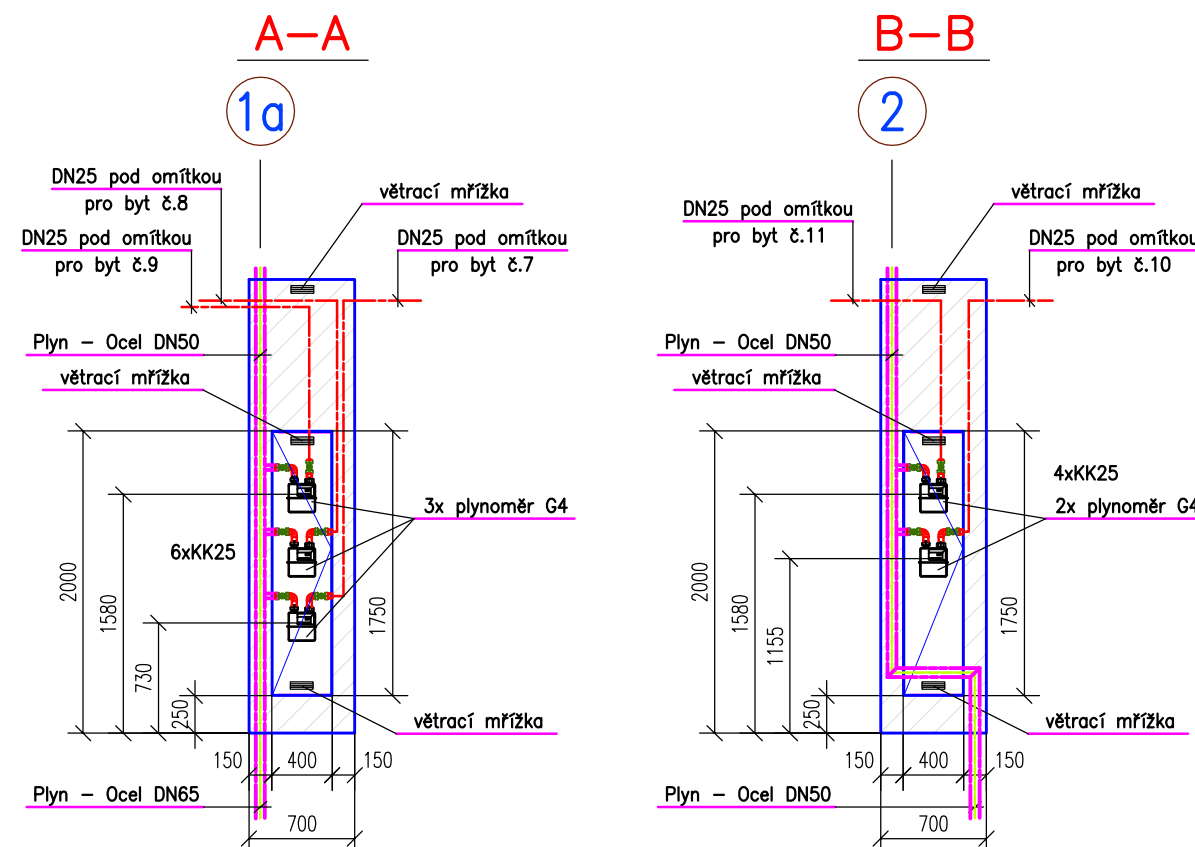 A-A
1a
DN25 pod omítkou
pro byt č.8
větrací mřížka
DN25 pod omítkou
pro byt č.9
DN25 pod omítkou
pro byt č.7
Plyn - Ocel DN50
větrací mřížka
3x plynoměr G4
6xKK25
2000
1580
730
250
1750
větrací mřížka
150
400
150
Plyn - Ocel DN65
700
B-B
2
větrací mřížka
DN25 pod omítkou
pro byt č.11
DN25 pod omítkou
pro byt č.10
Plyn - Ocel DN50
větrací mřížka
4xKK25
2x plynoměr G4
2000
1580
1155
250
1750
větrací mřížka
150
400
150
Plyn - Ocel DN50
700